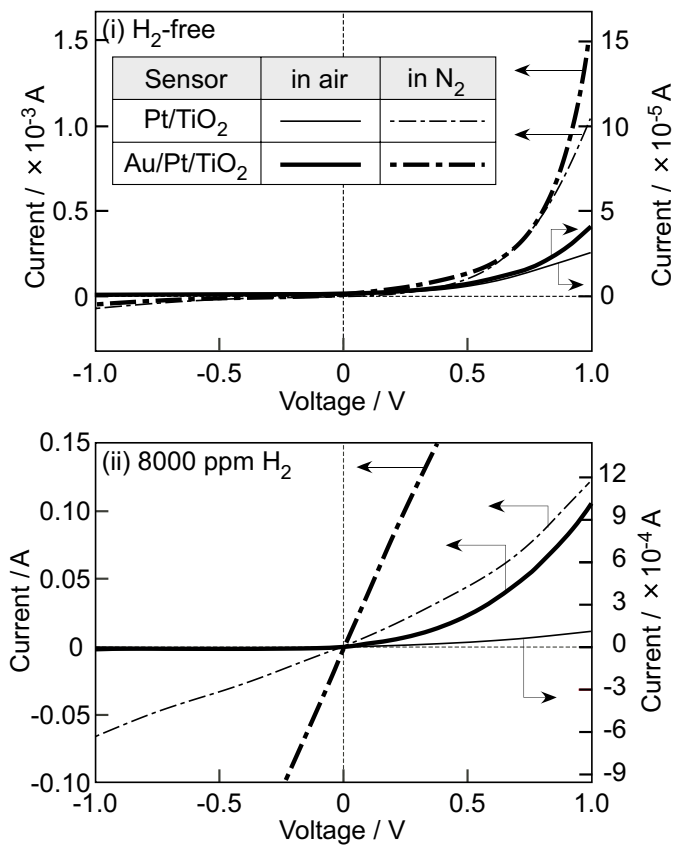 (i) H2-free
Sensor in air in N2
Pt/TiO2
Au/Pt/TiO2
Current / ×10-3 A
1.5
1.0
0.5
0
15
10
5
0
Current / ×10-5 A
-1.0 -0.5 0 0.5 1.0
Voltage / V
(ii) 8000 ppm H2
Current / A
0.15
0.10
0.05
0
-0.05
-0.10
12
9
6
3
0
-3
-6
-9
Current / ×10-4 A
-1.0 -0.5 0 0.5 1.0
Voltage / V